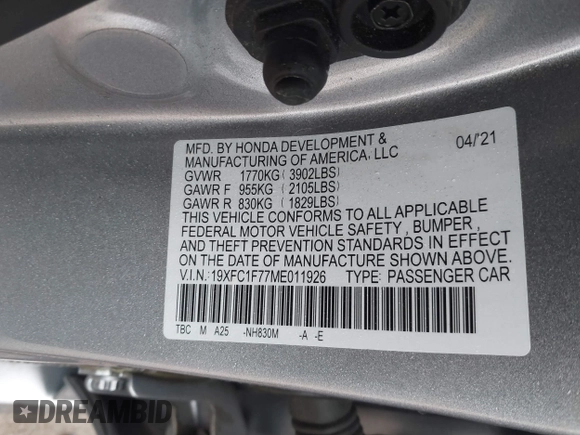 MFD. BY HONDA DEVELOPMENT & 04/21
MANUFACTURING OF AMERICA, LLC
GVWR 1770KG (3902LBS)
GAWR F 955KG (2105LBS)
GAWR R 830KG (1829LBS)
THIS VEHICLE CONFORMS TO ALL APPLICABLE
FEDERAL MOTOR VEHICLE SAFETY , BUMPER ,
AND THEFT PREVENTION STANDARDS IN EFFECT
ON THE DATE OF MANUFACTURE SHOWN ABOVE.
V.I.N.: 19XFC1F77ME011926 TYPE: PASSENGER CAR
TBC M A25 -NH830M -A -E
DREAMBID